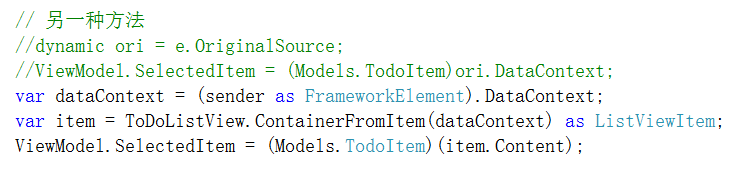 // 另一种方法
//dynamic ori = e.OriginalSource;
//ViewModel.SelectedItem = (Models.TodoItem)ori.DataContext;
var dataContext = (sender as FrameworkElement).DataContext;
var item = ToDoListView.ContainerFromItem(dataContext) as ListViewItem;
ViewModel.SelectedItem = (Models.TodoItem)(item.Content);